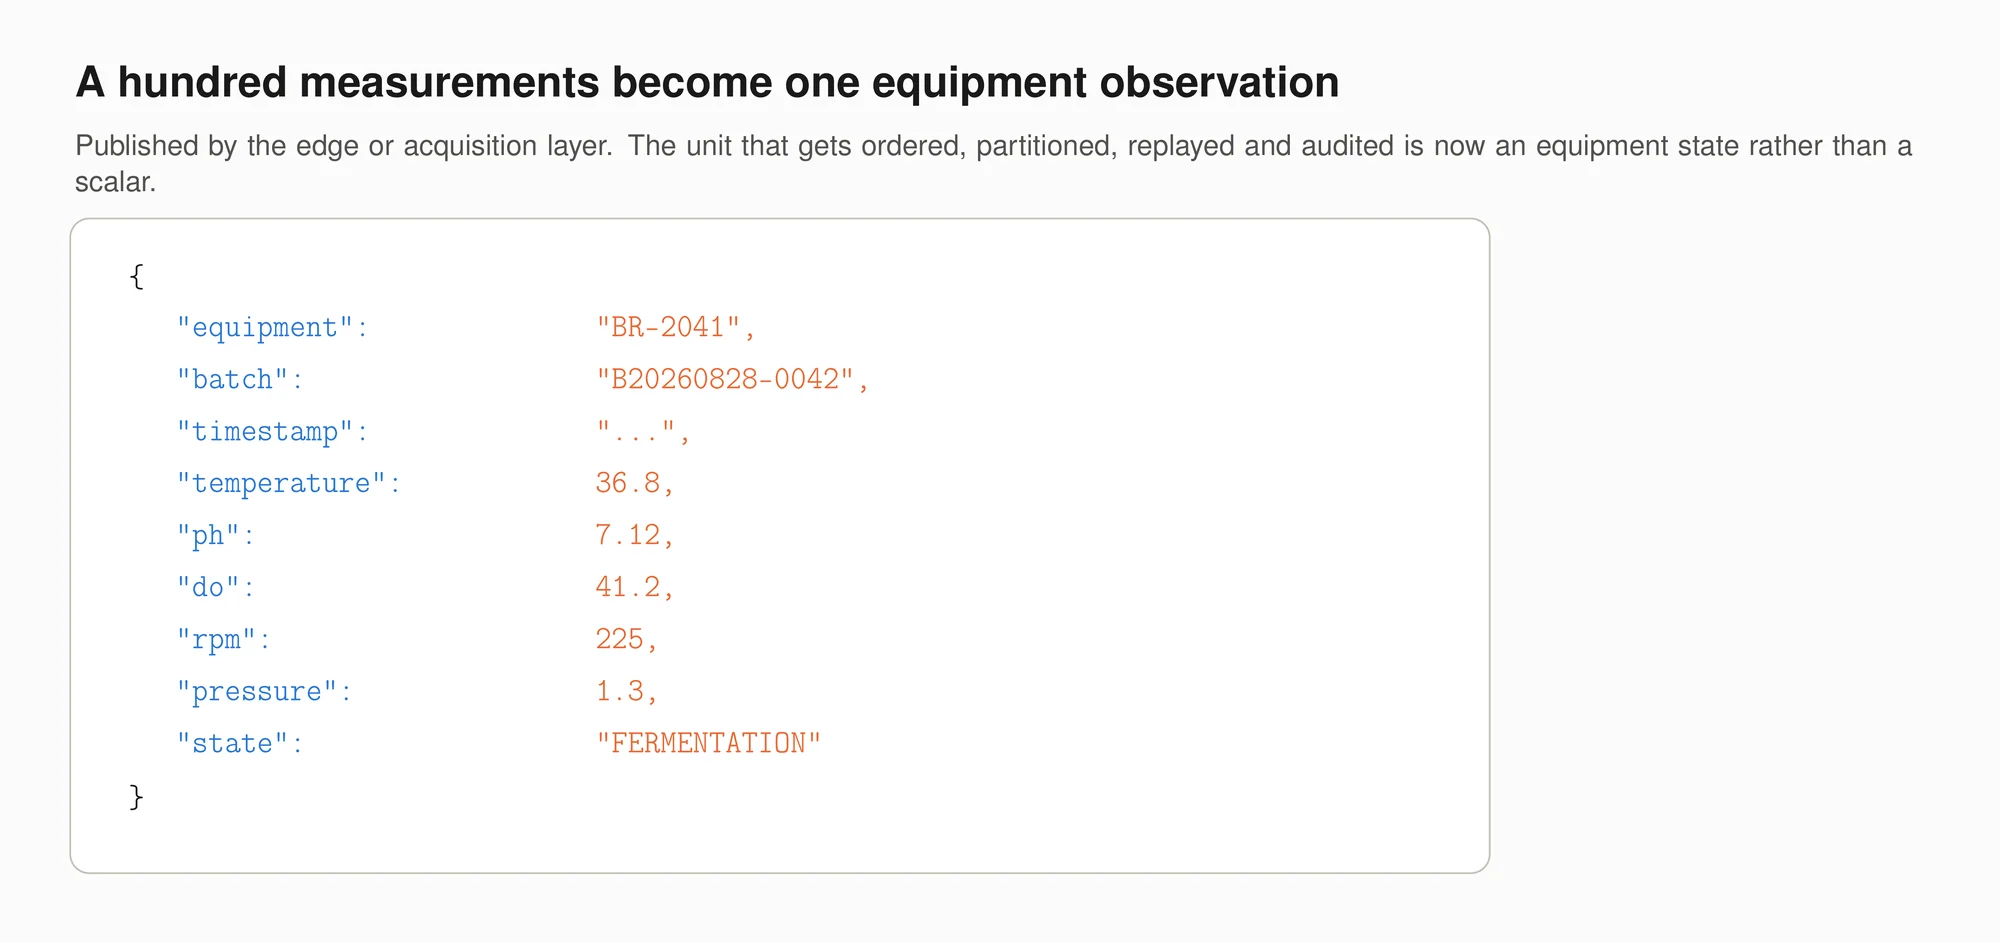 A hundred measurements become one equipment observation
Published by the edge or acquisition layer. The unit that gets ordered, partitioned, replayed and audited is now an equipment state rather than a
scalar.
{
"equipment": "BR-2041",
"batch": "B20260828-0042",
"timestamp": "...",
"temperature": 36.8,
"ph": 7.12,
"do": 41.2,
"rpm": 225,
"pressure": 1.3,
"state": "FERMENTATION"
}